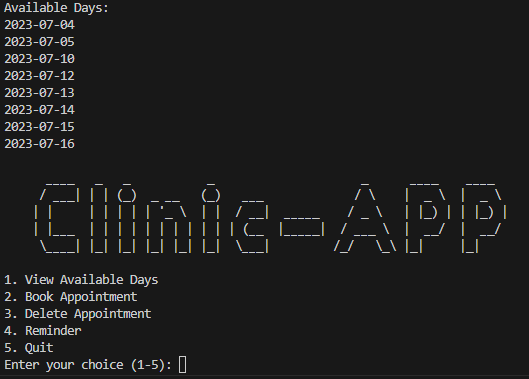 Available Days:
2023-07-04
2023-07-05
2023-07-10
2023-07-12
2023-07-13
2023-07-14
2023-07-15
2023-07-16
Clinic-APP
1. View Available Days
2. Book Appointment
3. Delete Appointment
4. Reminder
5. Quit
Enter your choice (1-5):